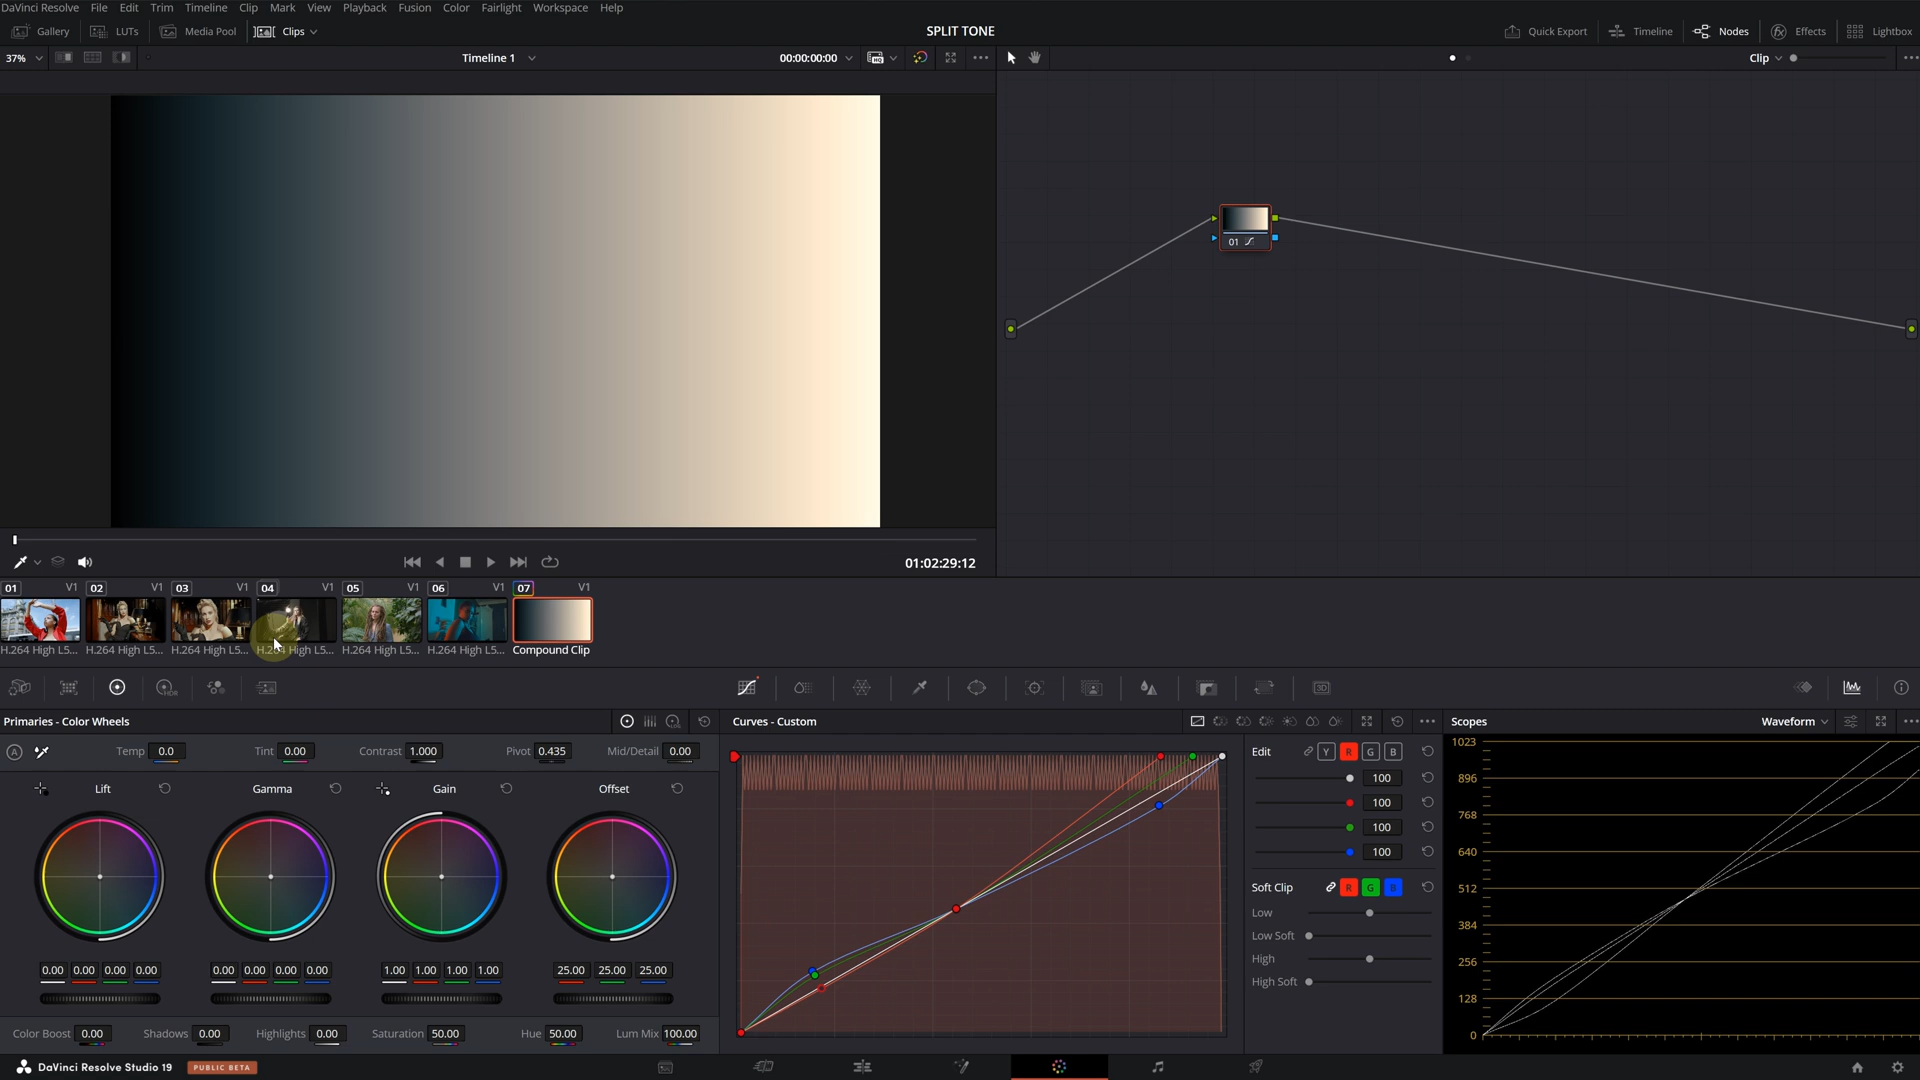 DaVinci Resolve File Edit Trim Timeline Clip Mark View Playback Fusion Color Fairlight Workspace Help
Gallery LUTs Media Pool Clips SPLIT TONE Quick Export Timeline Nodes Effects Lightbox
37% Timeline 1 00:00:00:00 Clip
01
01:02:29:12
01 V1 02 V1 03 V1 04 V1 05 V1 06 V1 07 V1
H.264 High L5... H.264 High L5... H.264 High L5... H.264 High L5... H.264 High L5... H.264 High L5... Compound Clip
HDR 3D
Primaries - Color Wheels Curves - Custom Scopes Waveform
A Temp 0.0 Tint 0.00 Contrast 1.000 Pivot 0.435 Mid/Detail 0.00 Edit Y R G B
Lift Gamma Gain Offset
100
100
100
100
Soft Clip R G B
Low
Low Soft
High
High Soft
1023
896
768
640
512
384
256
128
0
0.00 0.00 0.00 0.00 0.00 0.00 0.00 0.00 1.00 1.00 1.00 1.00 25.00 25.00 25.00
Color Boost 0.00 Shadows 0.00 Highlights 0.00 Saturation 50.00 Hue 50.00 Lum Mix 100.00
DaVinci Resolve Studio 19 PUBLIC BETA